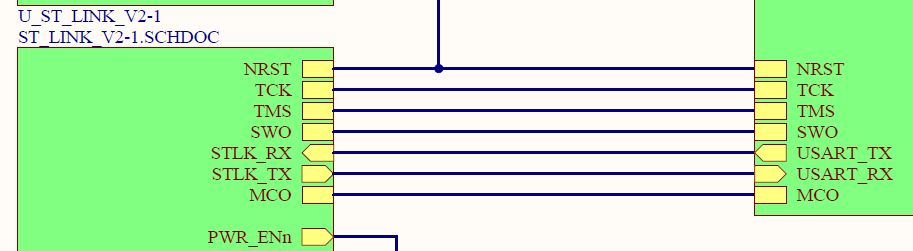 U_ST_LINK_V2-1
ST_LINK_V2-1.SCHDOC
NRST NRST
TCK TCK
TMS TMS
SWO SWO
STLK_RX USART_TX
STLK_TX USART_RX
MCO MCO
PWR_ENn